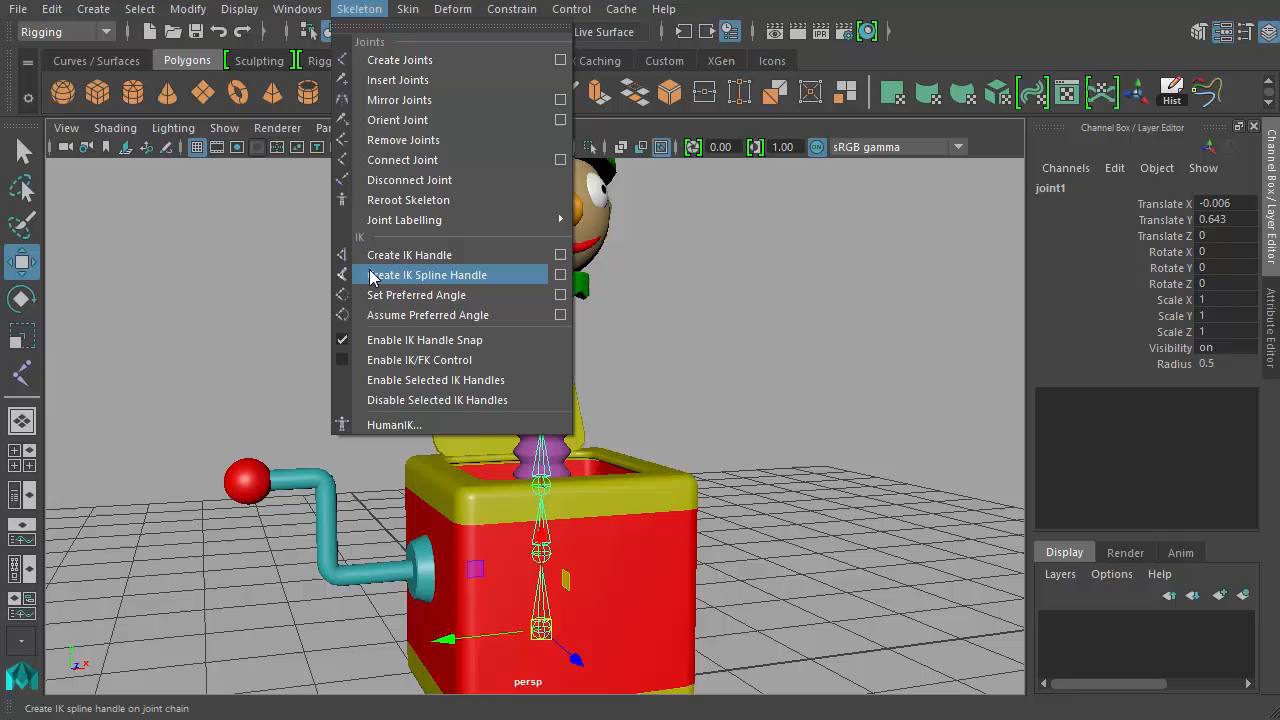 File Edit Create Select Modify Display Windows Skeleton Skin Deform Constrain Control Cache Help
Rigging
Live Surface
Curves / Surfaces Polygons Sculpting Rigg Caching Custom XGen Icons
Hist
View Shading Lighting Show Renderer Par
0.00 1.00 ON sRGB gamma
Joints
Create Joints
Insert Joints
Mirror Joints
Orient Joint
Remove Joints
Connect Joint
Disconnect Joint
Reroot Skeleton
Joint Labelling
IK
Create IK Handle
Create IK Spline Handle
Set Preferred Angle
Assume Preferred Angle
Enable IK Handle Snap
Enable IK/FK Control
Enable Selected IK Handles
Disable Selected IK Handles
HumanIK...
persp
y
z x
Channel Box / Layer Editor
Channels Edit Object Show
joint1
Translate X -0.006
Translate Y 0.643
Translate Z 0
Rotate X 0
Rotate Y 0
Rotate Z 0
Scale X 1
Scale Y 1
Scale Z 1
Visibility on
Radius 0.5
Display Render Anim
Layers Options Help
Channel Box / Layer Editor
Attribute Editor
Create IK spline handle on joint chain